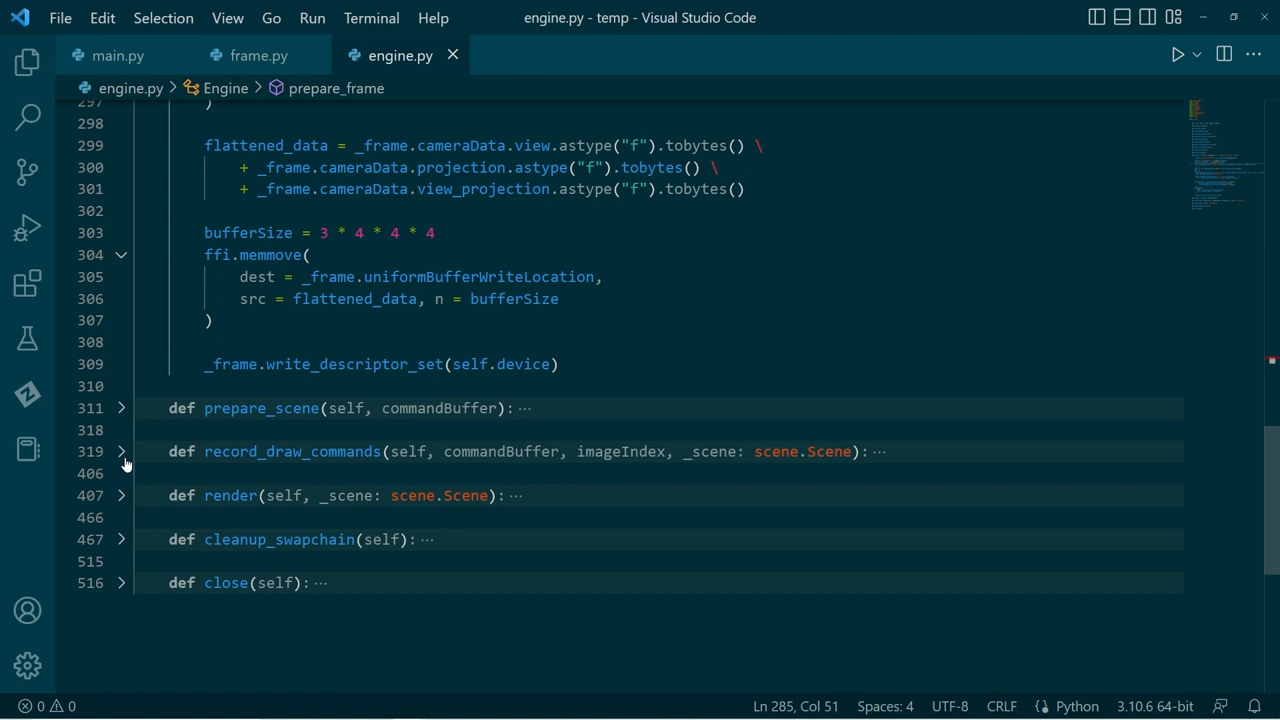 File Edit Selection View Go Run Terminal Help engine.py - temp - Visual Studio Code
main.py frame.py engine.py
engine.py > Engine > prepare_frame
297 )
298
299 flattened_data = _frame.cameraData.view.astype("f").tobytes() \
300 + _frame.cameraData.projection.astype("f").tobytes() \
301 + _frame.cameraData.view_projection.astype("f").tobytes()
302
303 bufferSize = 3 * 4 * 4 * 4
304 ffi.memmove(
305 dest = _frame.uniformBufferWriteLocation,
306 src = flattened_data, n = bufferSize
307 )
308
309 _frame.write_descriptor_set(self.device)
310
311 def prepare_scene(self, commandBuffer):···
318
319 def record_draw_commands(self, commandBuffer, imageIndex, _scene: scene.Scene):···
406
407 def render(self, _scene: scene.Scene):···
466
467 def cleanup_swapchain(self):···
515
516 def close(self):···
0 0 Ln 285, Col 51 Spaces: 4 UTF-8 CRLF Python 3.10.6 64-bit